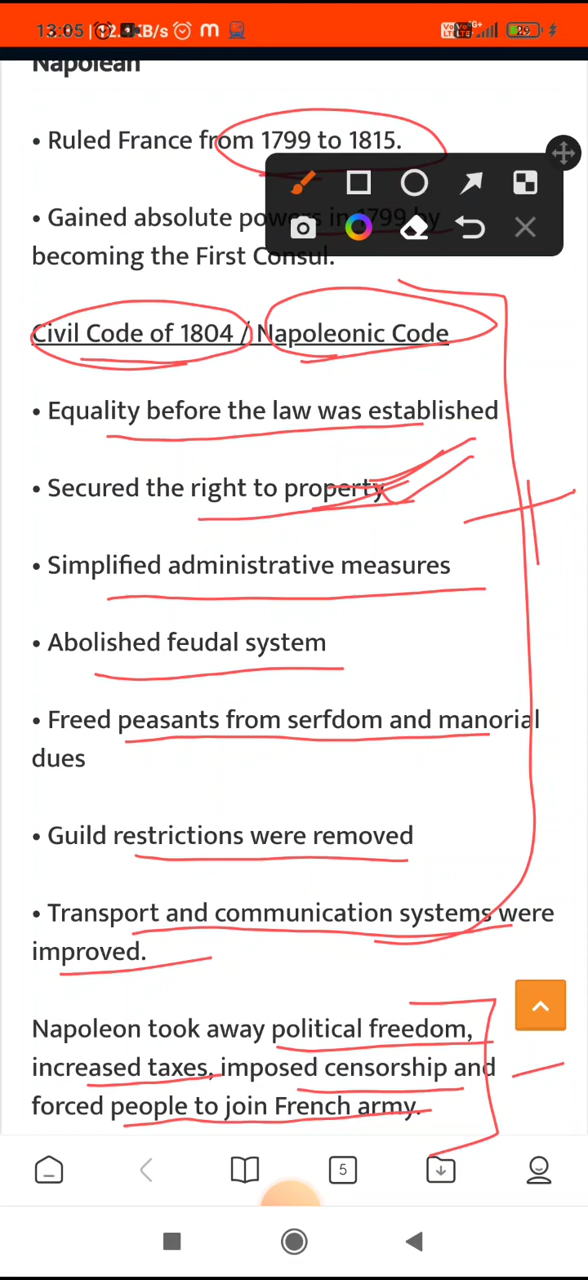 13:05
Napolean
• Ruled France from 1799 to 1815.
• Gained absolute powers in 1799 by
becoming the First Consul.
Civil Code of 1804 / Napoleonic Code
• Equality before the law was established
• Secured the right to property
• Simplified administrative measures
• Abolished feudal system
• Freed peasants from serfdom and manorial
dues
• Guild restrictions were removed
• Transport and communication systems were
improved.
Napoleon took away political freedom,
increased taxes, imposed censorship and
forced people to join French army.
5